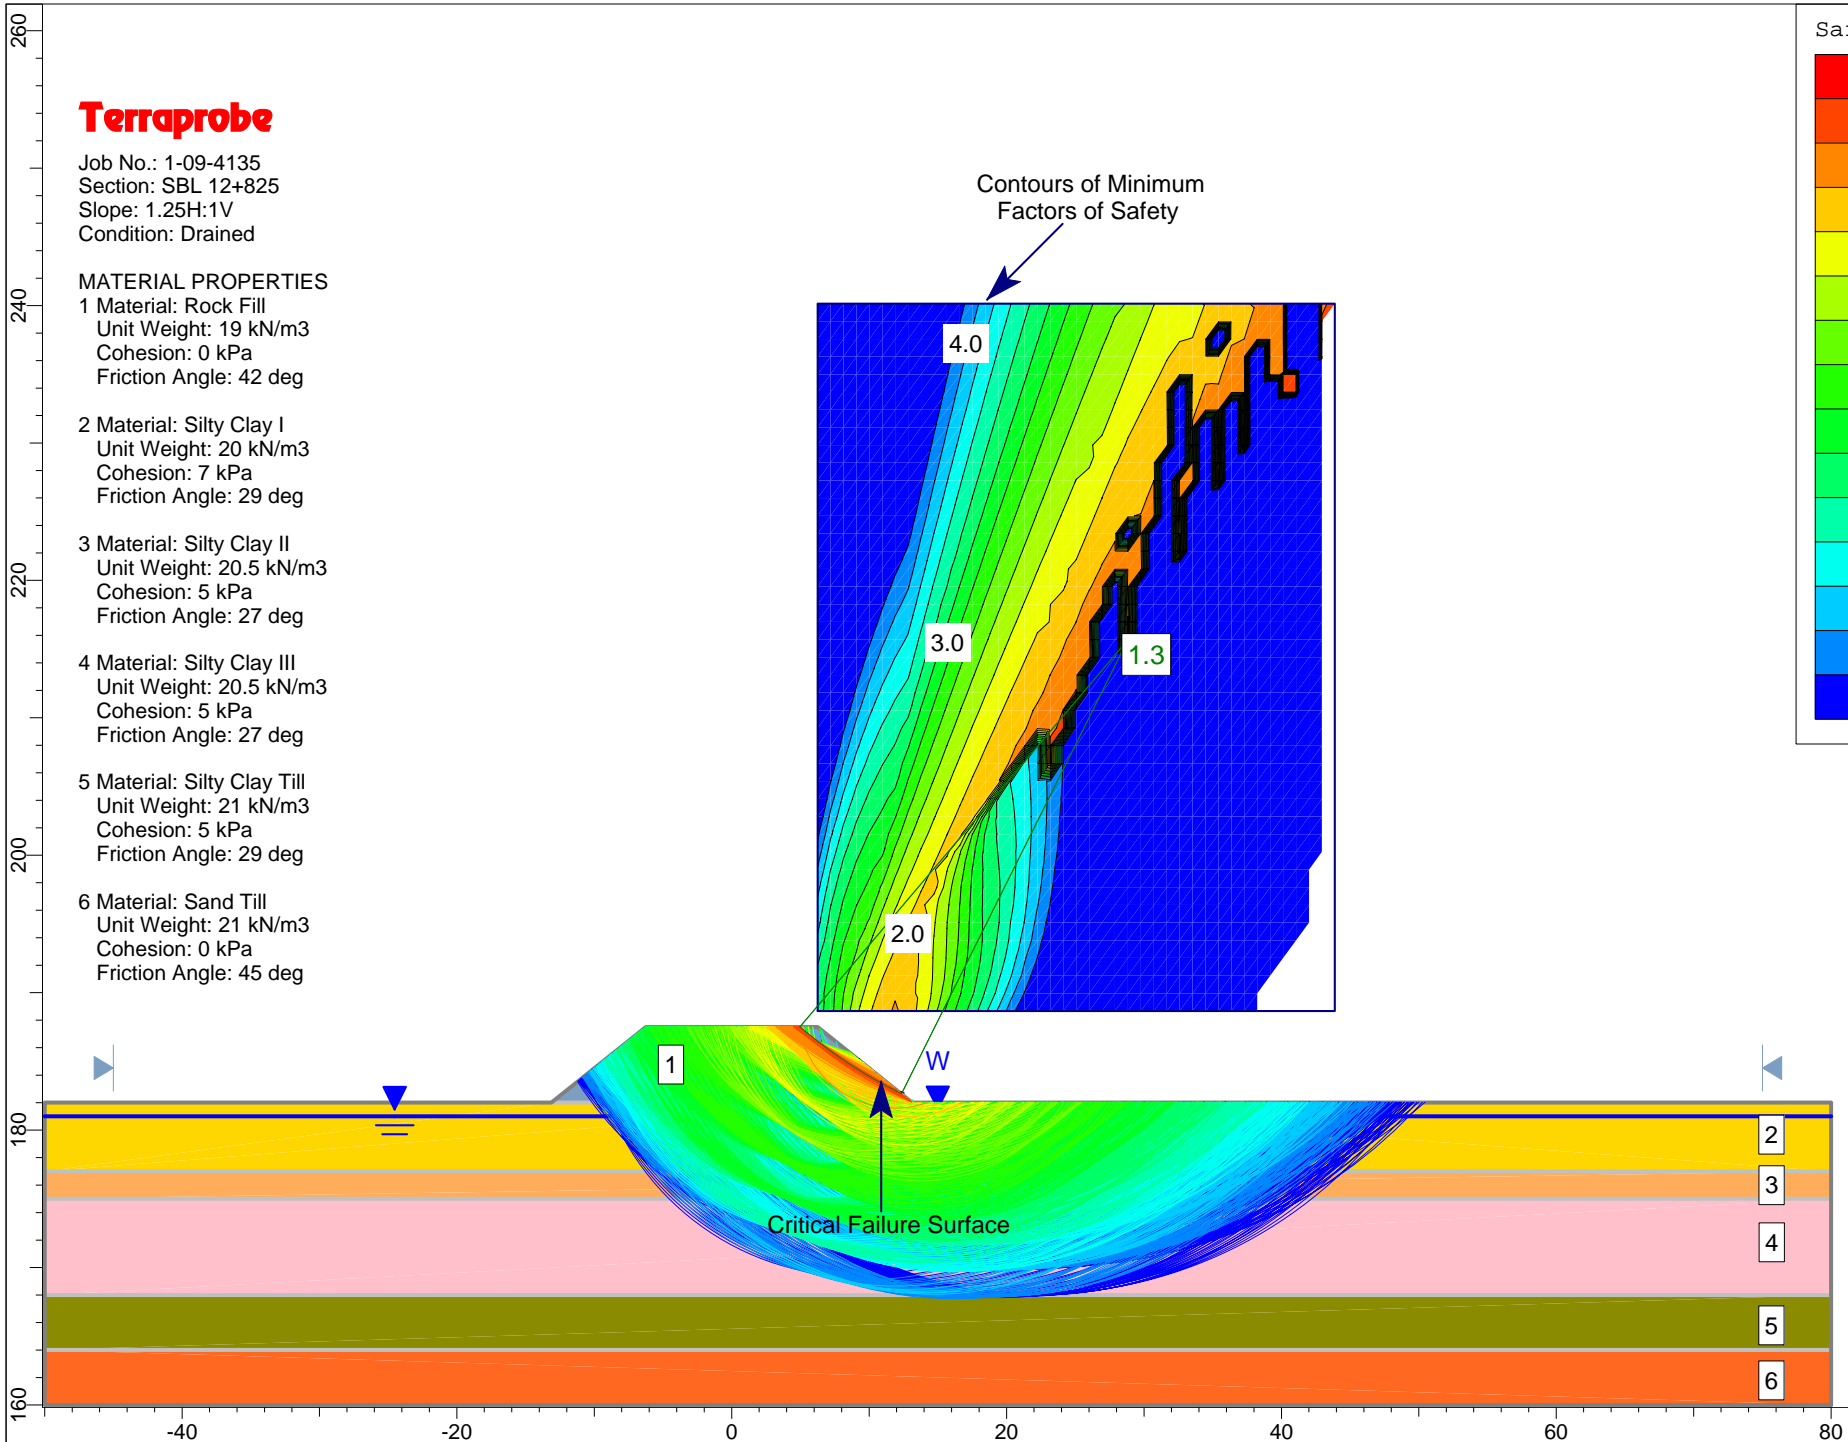 Terraprobe
Job No.: 1-09-4135
Section: SBL 12+825
Slope: 1.25H:1V
Condition: Drained
MATERIAL PROPERTIES
1 Material: Rock Fill
Unit Weight: 19 kN/m3
Cohesion: 0 kPa
Friction Angle: 42 deg
2 Material: Silty Clay I
Unit Weight: 20 kN/m3
Cohesion: 7 kPa
Friction Angle: 29 deg
3 Material: Silty Clay II
Unit Weight: 20.5 kN/m3
Cohesion: 5 kPa
Friction Angle: 27 deg
4 Material: Silty Clay III
Unit Weight: 20.5 kN/m3
Cohesion: 5 kPa
Friction Angle: 27 deg
5 Material: Silty Clay Till
Unit Weight: 21 kN/m3
Cohesion: 5 kPa
Friction Angle: 29 deg
6 Material: Sand Till
Unit Weight: 21 kN/m3
Cohesion: 0 kPa
Friction Angle: 45 deg
Contours of Minimum
Factors of Safety
4.0
3.0
1.3
2.0
W
1
Critical Failure Surface
2
3
4
5
6
260
240
220
200
180
160
-40
-20
0
20
40
60
80